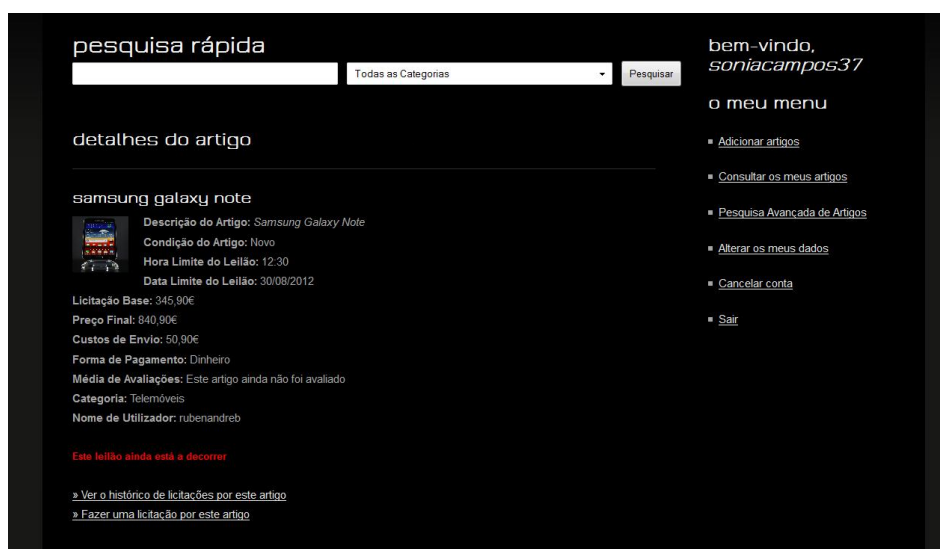 pesquisa rápida
Todas as Categorias
Pesquisar
detalhes do artigo
samsung galaxy note
Descrição do Artigo: Samsung Galaxy Note
Condição do Artigo: Novo
Hora Limite do Leilão: 12:30
Data Limite do Leilão: 30/08/2012
Licitação Base: 345,90€
Preço Final: 840,90€
Custos de Envio: 50,90€
Forma de Pagamento: Dinheiro
Média de Avaliações: Este artigo ainda não foi avaliado
Categoria: Telemóveis
Nome de Utilizador: rubenandreb
Este leilão ainda está a decorrer
» Ver o histórico de licitações por este artigo
» Fazer uma licitação por este artigo
bem-vindo,
soniacampos37
o meu menu
Adicionar artigos
Consultar os meus artigos
Pesquisa Avançada de Artigos
Alterar os meus dados
Cancelar conta
Sair